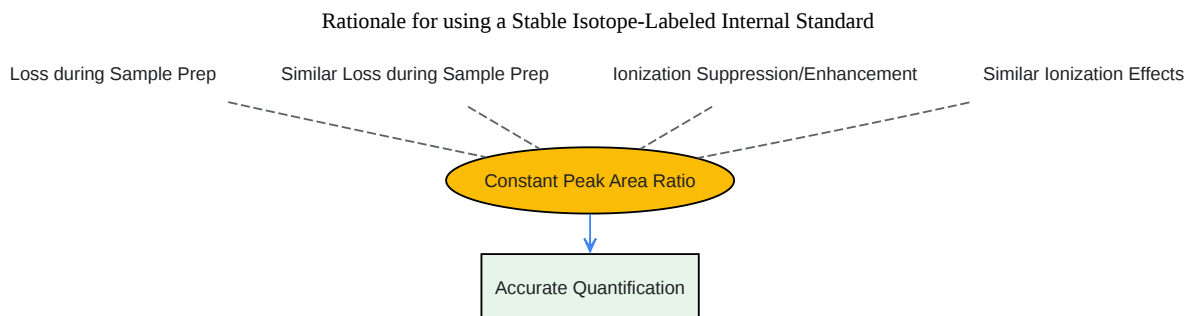 Rationale for using a Stable Isotope-Labeled Internal Standard
Loss during Sample Prep
Similar Loss during Sample Prep
Ionization Suppression/Enhancement
Similar Ionization Effects
Constant Peak Area Ratio
Accurate Quantification